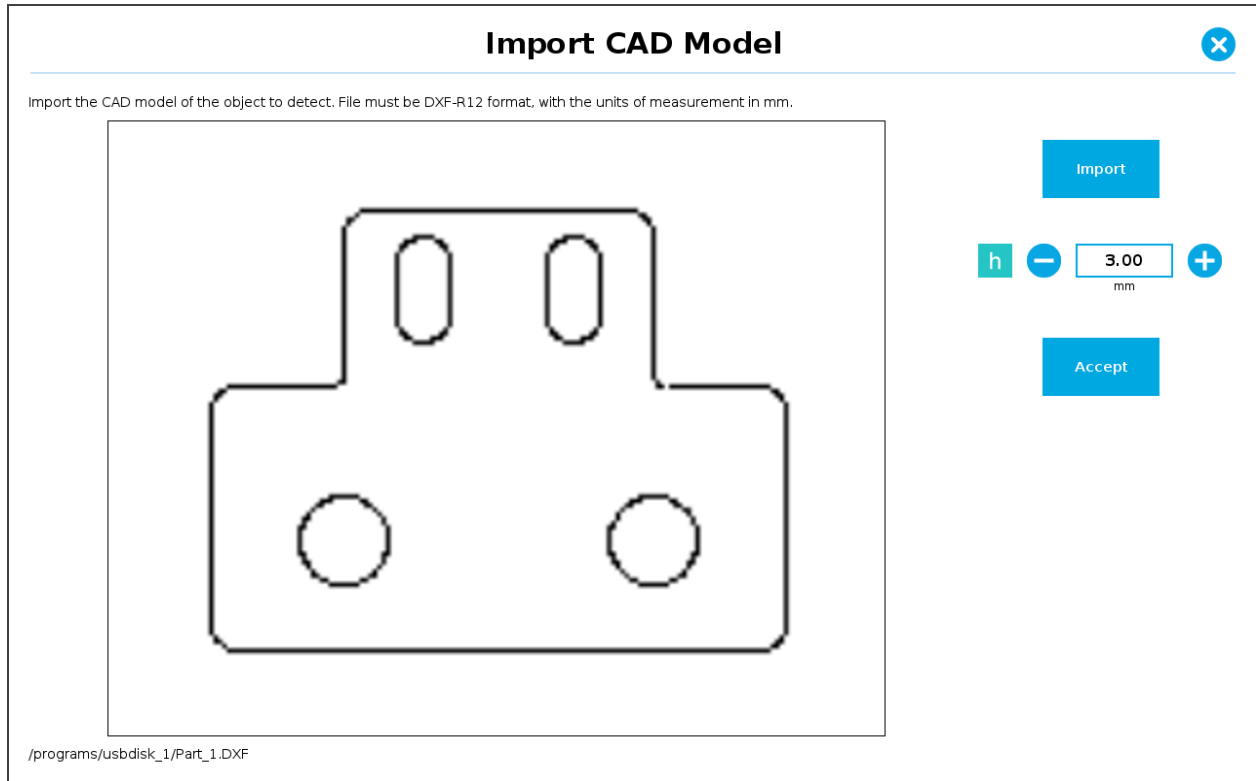 Import CAD Model
Import the CAD model of the object to detect. File must be DXF-R12 format, with the units of measurement in mm.
Import
h
3.00
mm
Accept
/programs/usbdisk_1/Part_1.DXF